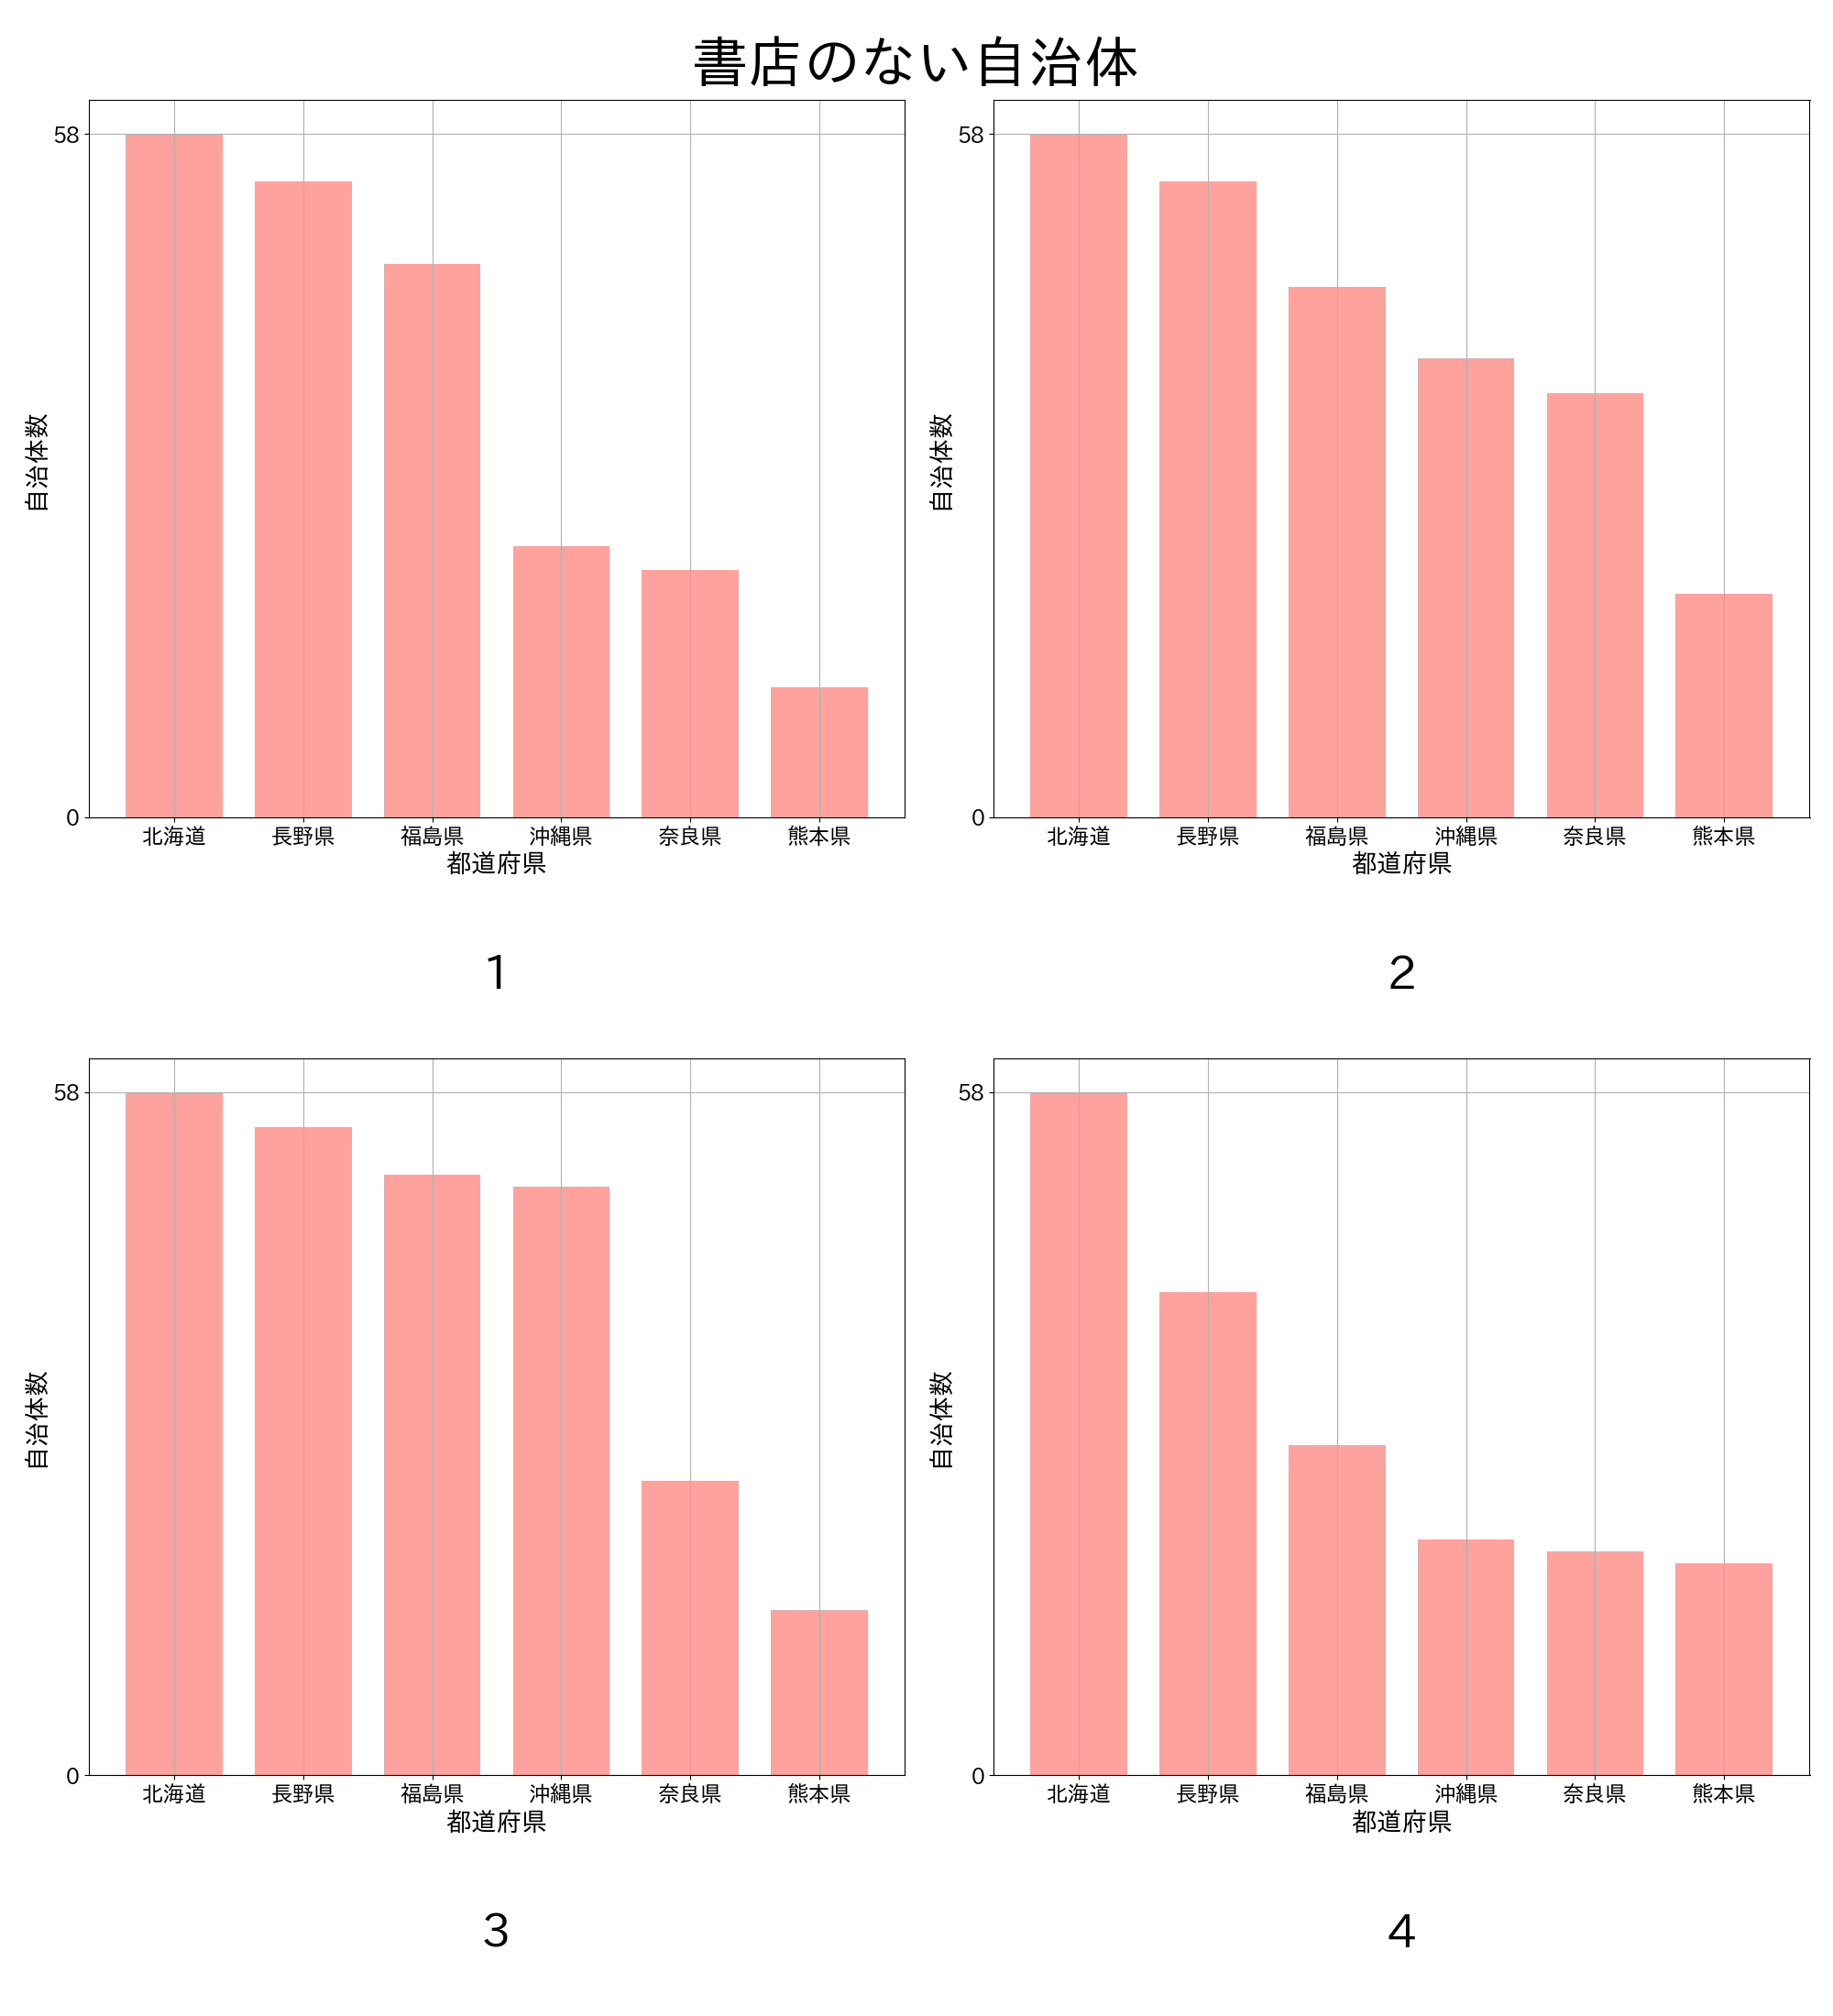 書店のない自治体
58
0
自治体数
北海道 長野県 福島県 沖縄県 奈良県 熊本県
都道府県
1
58
0
自治体数
北海道 長野県 福島県 沖縄県 奈良県 熊本県
都道府県
2
58
0
自治体数
北海道 長野県 福島県 沖縄県 奈良県 熊本県
都道府県
3
58
0
自治体数
北海道 長野県 福島県 沖縄県 奈良県 熊本県
都道府県
4